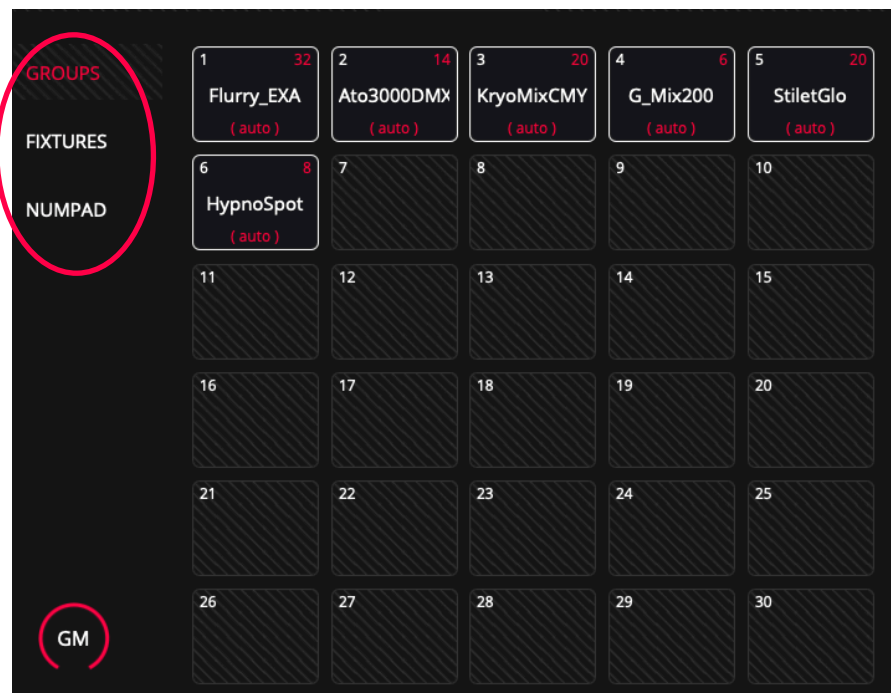 GROUPS
FIXTURES
NUMPAD
1 32 2 14 3 20 4 6 5 20
Flurry_EXA Ato3000DMX KryoMixCMY G_Mix200 StiletGlo
( auto ) ( auto ) ( auto ) ( auto ) ( auto )
6 8 7 8 9 10
HypnoSpot
( auto )
11 12 13 14 15
16 17 18 19 20
21 22 23 24 25
26 27 28 29 30
GM